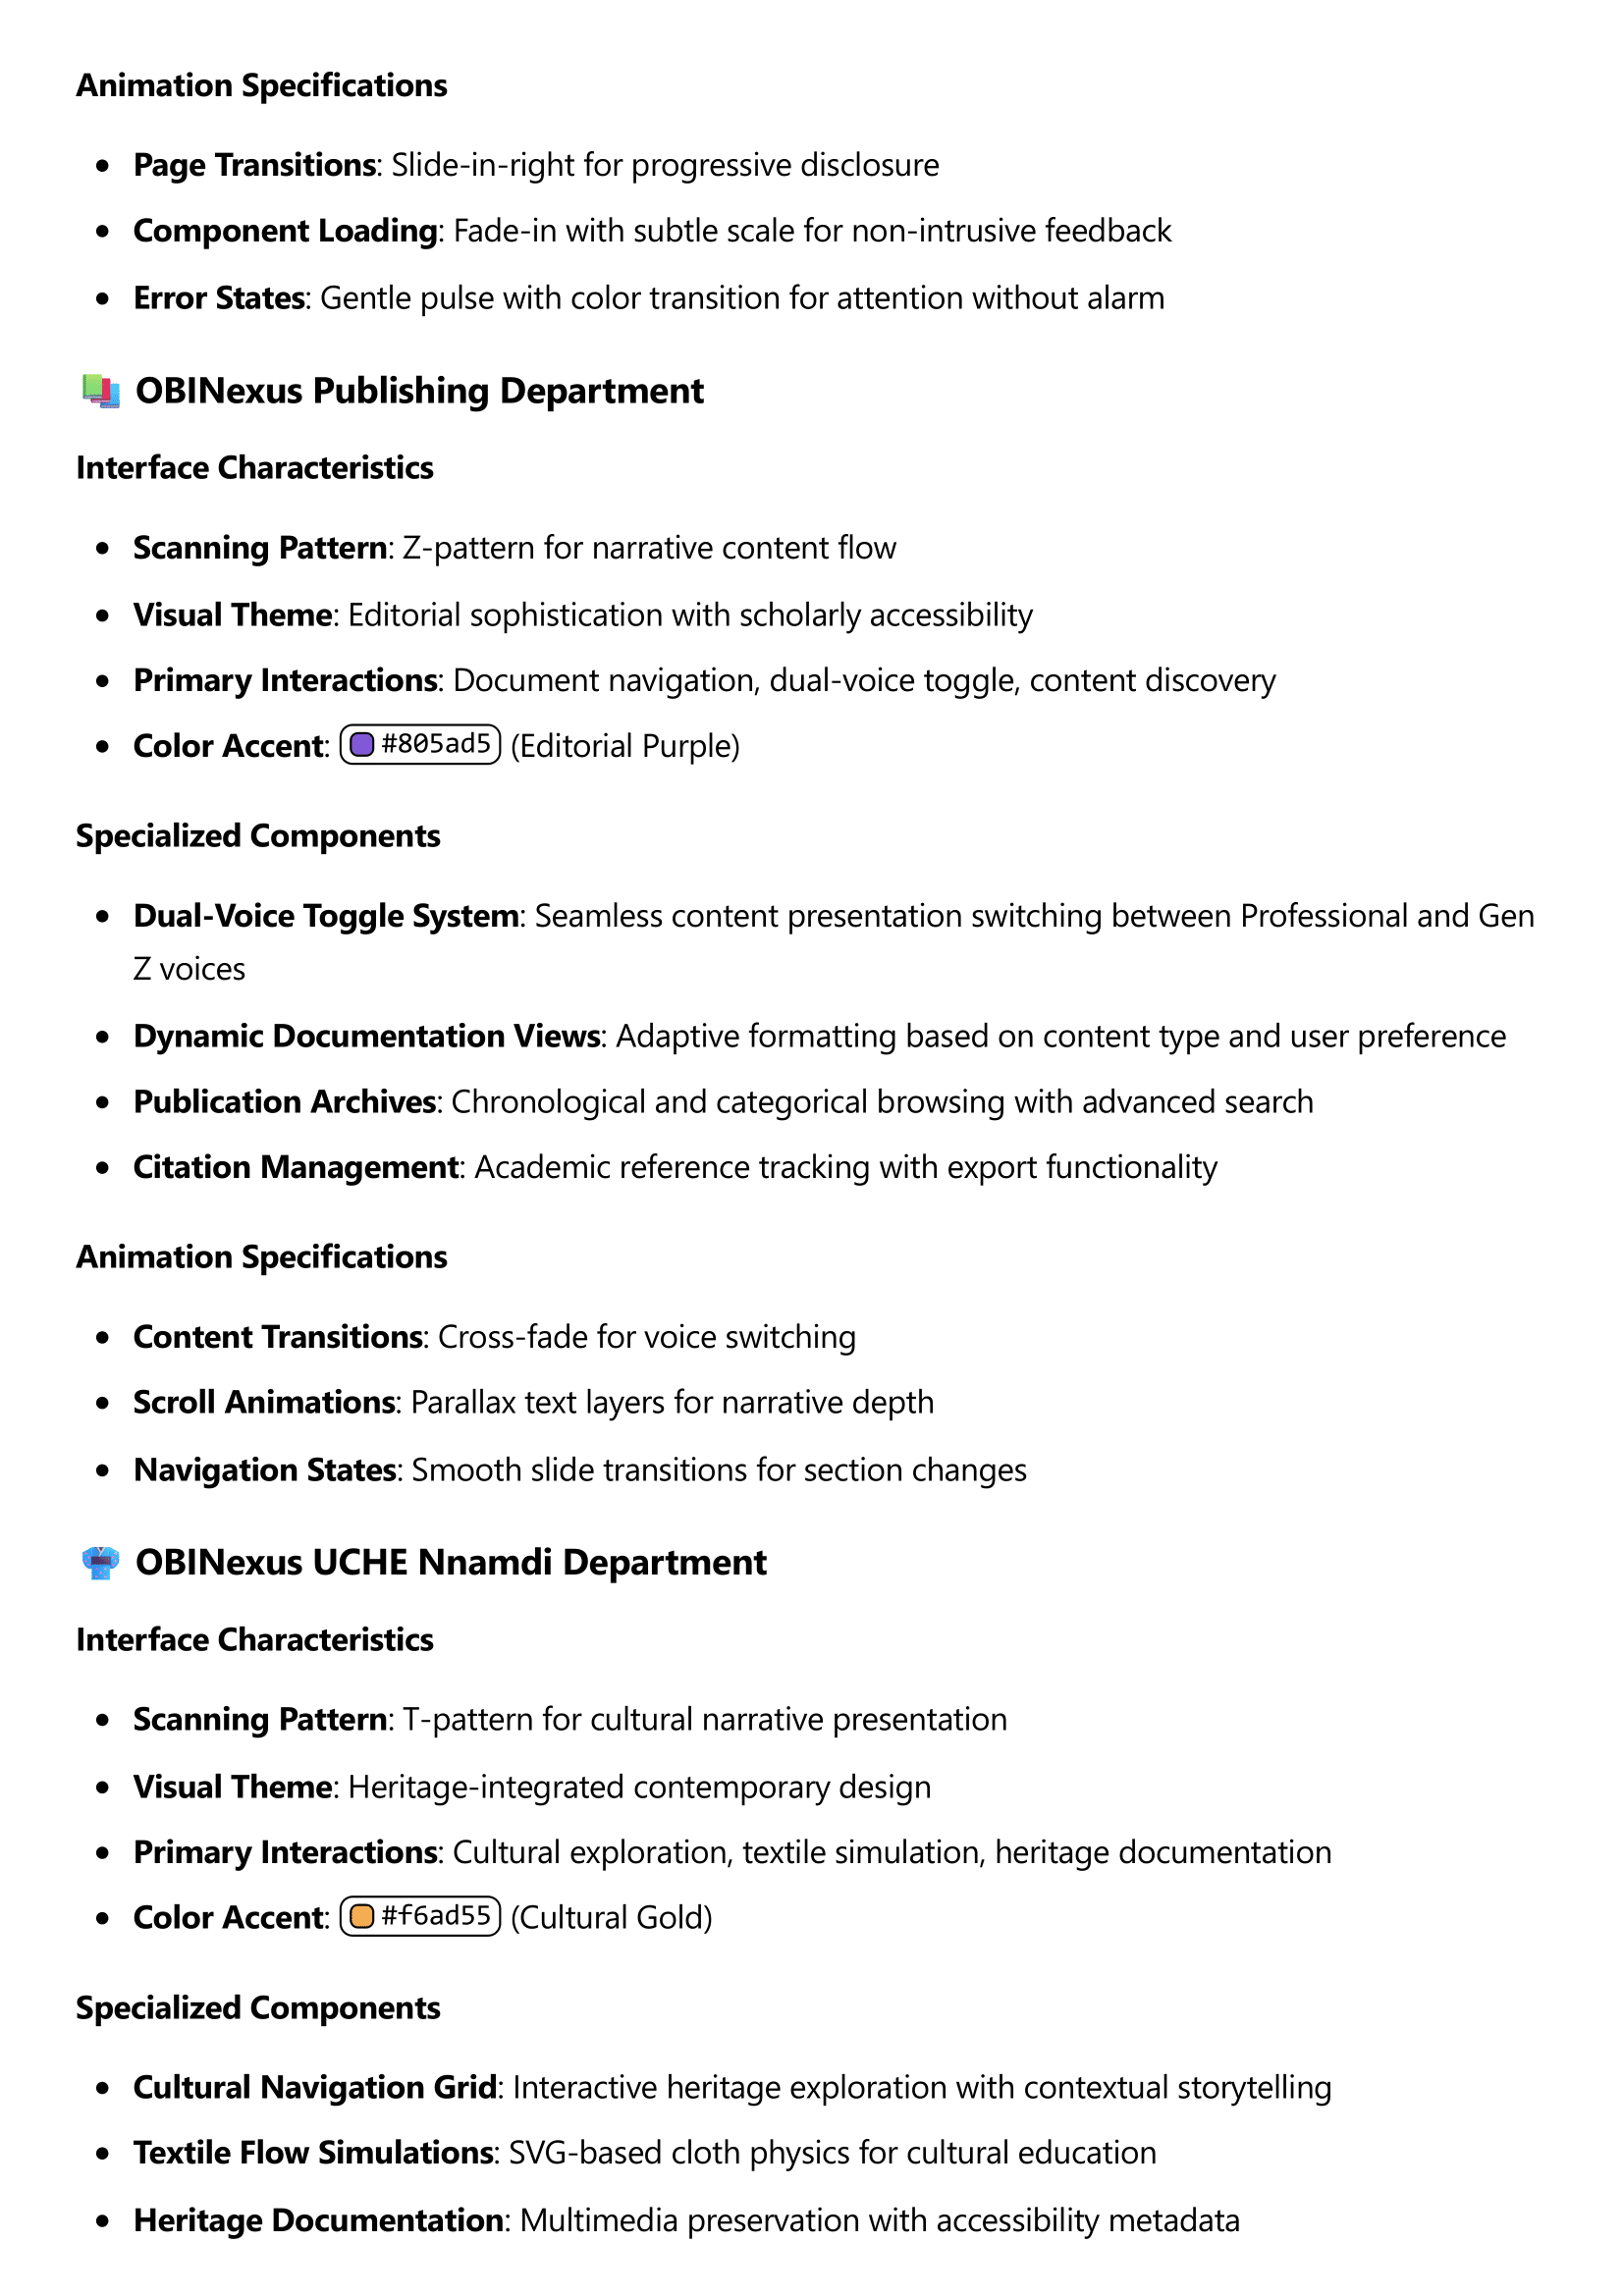 Animation Specifications
• Page Transitions: Slide-in-right for progressive disclosure
• Component Loading: Fade-in with subtle scale for non-intrusive feedback
• Error States: Gentle pulse with color transition for attention without alarm
📚 OBINexus Publishing Department
Interface Characteristics
• Scanning Pattern: Z-pattern for narrative content flow
• Visual Theme: Editorial sophistication with scholarly accessibility
• Primary Interactions: Document navigation, dual-voice toggle, content discovery
• Color Accent: #805ad5 (Editorial Purple)
Specialized Components
• Dual-Voice Toggle System: Seamless content presentation switching between Professional and Gen
Z voices
• Dynamic Documentation Views: Adaptive formatting based on content type and user preference
• Publication Archives: Chronological and categorical browsing with advanced search
• Citation Management: Academic reference tracking with export functionality
Animation Specifications
• Content Transitions: Cross-fade for voice switching
• Scroll Animations: Parallax text layers for narrative depth
• Navigation States: Smooth slide transitions for section changes
👘 OBINexus UCHE Nnamdi Department
Interface Characteristics
• Scanning Pattern: T-pattern for cultural narrative presentation
• Visual Theme: Heritage-integrated contemporary design
• Primary Interactions: Cultural exploration, textile simulation, heritage documentation
• Color Accent: #f6ad55 (Cultural Gold)
Specialized Components
• Cultural Navigation Grid: Interactive heritage exploration with contextual storytelling
• Textile Flow Simulations: SVG-based cloth physics for cultural education
• Heritage Documentation: Multimedia preservation with accessibility metadata